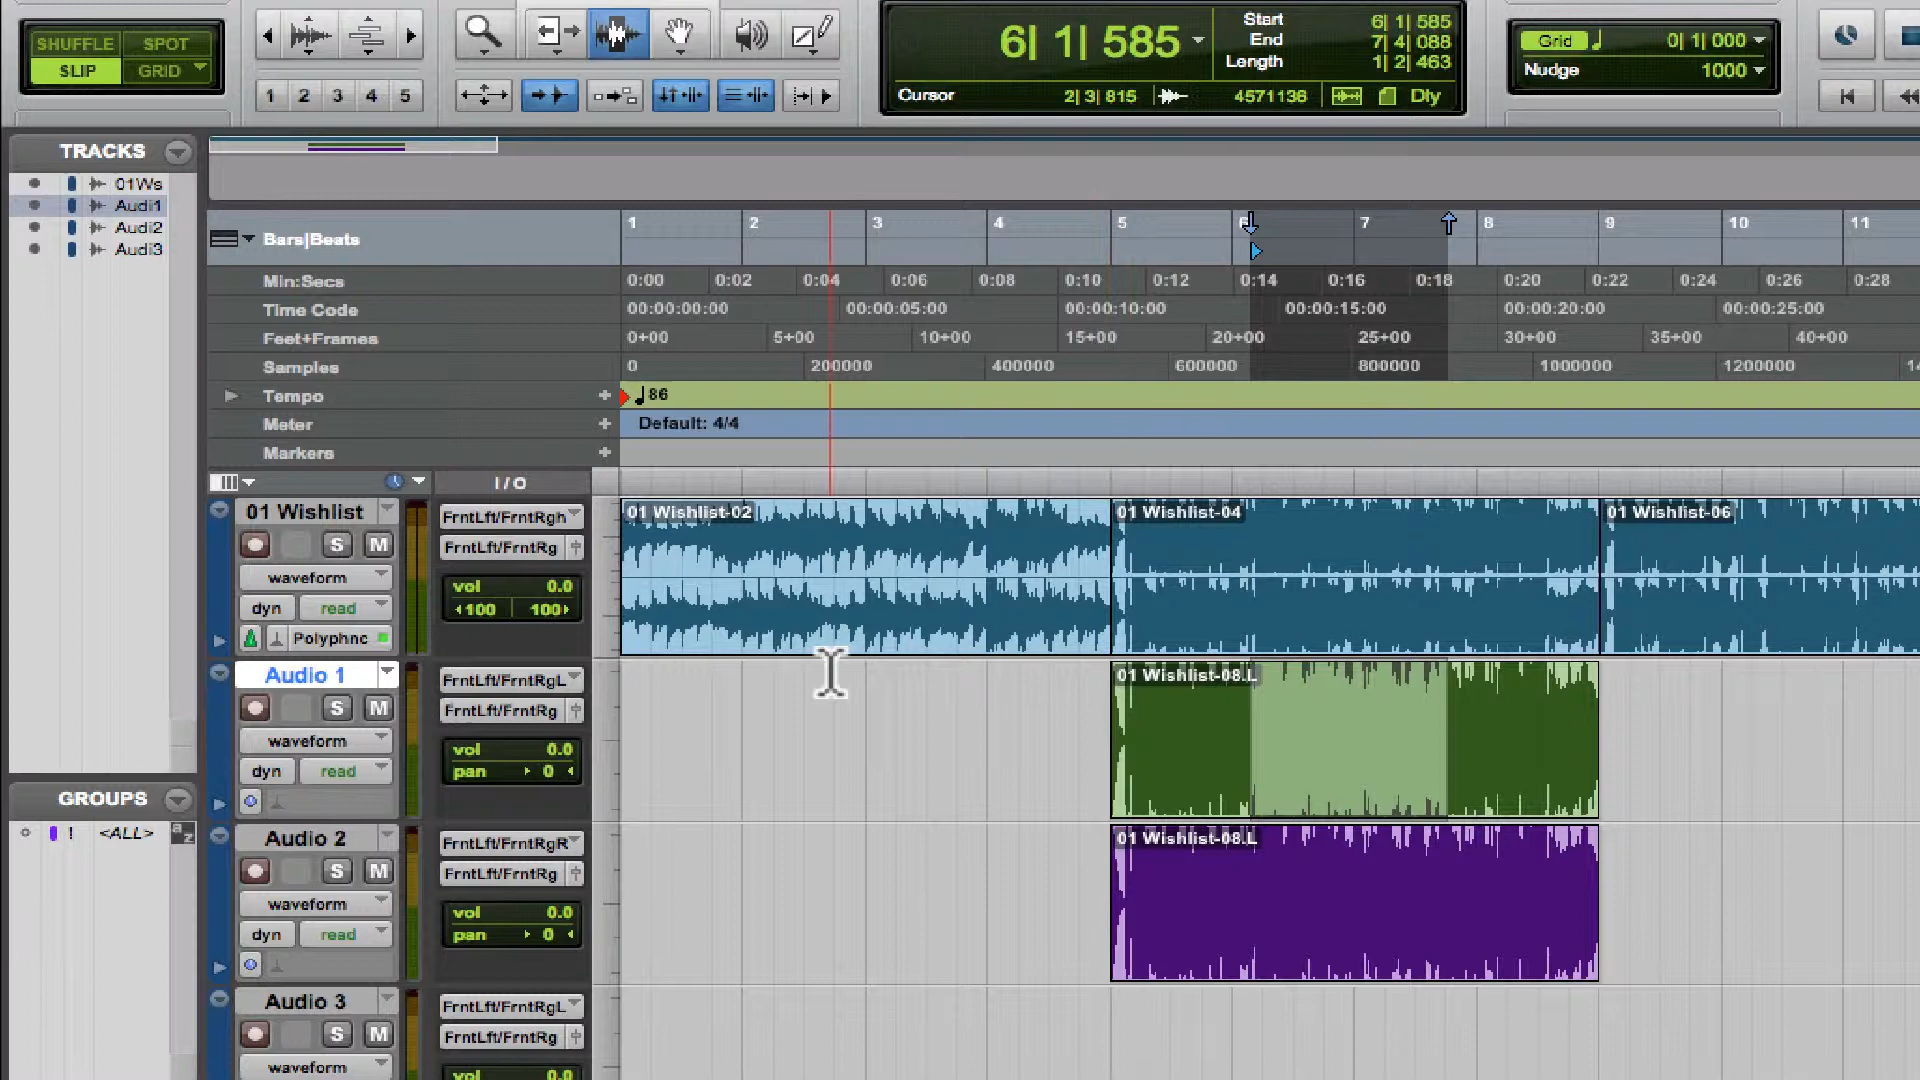 SHUFFLE SPOT
SLIP GRID
1 2 3 4 5
6| 1| 585
Start 6| 1| 585
End 7| 4| 088
Length 1| 2| 463
Cursor 2| 3| 815 4571136 Dly
Grid 0| 1| 000
Nudge 1000
TRACKS
01Ws
Audi1
Audi2
Audi3
GROUPS
! <ALL> a z
Bars|Beats 1 2 3 4 5 6 7 8 9 10 11
Min:Secs 0:00 0:02 0:04 0:06 0:08 0:10 0:12 0:14 0:16 0:18 0:20 0:22 0:24 0:26 0:28
Time Code 00:00:00:00 00:00:05:00 00:00:10:00 00:00:15:00 00:00:20:00 00:00:25:00
Feet+Frames 0+00 5+00 10+00 15+00 20+00 25+00 30+00 35+00 40+00
Samples 0 200000 400000 600000 800000 1000000 1200000
Tempo + 86
Meter + Default: 4/4
Markers +
I/O
01 Wishlist FrntLft/FrntRgh 01 Wishlist-02 01 Wishlist-04 01 Wishlist-06
S M FrntLft/FrntRg
waveform vol 0.0
dyn read 100 100
Polyphnc
Audio 1 FrntLft/FrntRgL 01 Wishlist-08.L
S M FrntLft/FrntRg
waveform vol 0.0
dyn read pan 0
Audio 2 FrntLft/FrntRgR 01 Wishlist-08.L
S M FrntLft/FrntRg
waveform vol 0.0
dyn read pan 0
Audio 3 FrntLft/FrntRgL
S M FrntLft/FrntRg
waveform vol 0.0